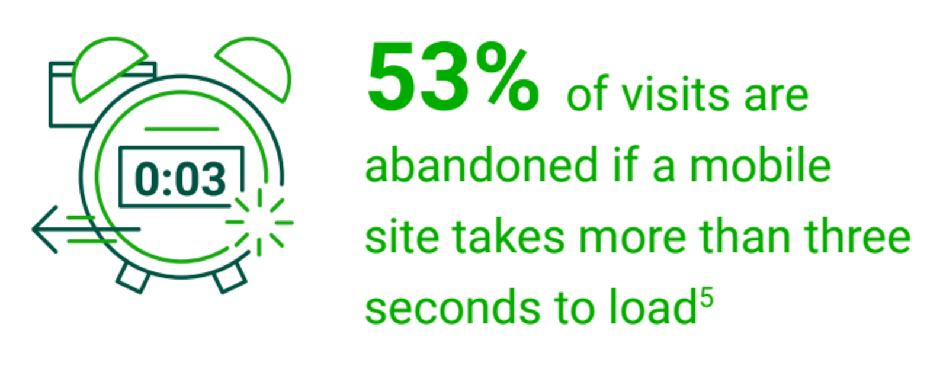 0:03
53% of visits are
abandoned if a mobile
site takes more than three
seconds to load⁵